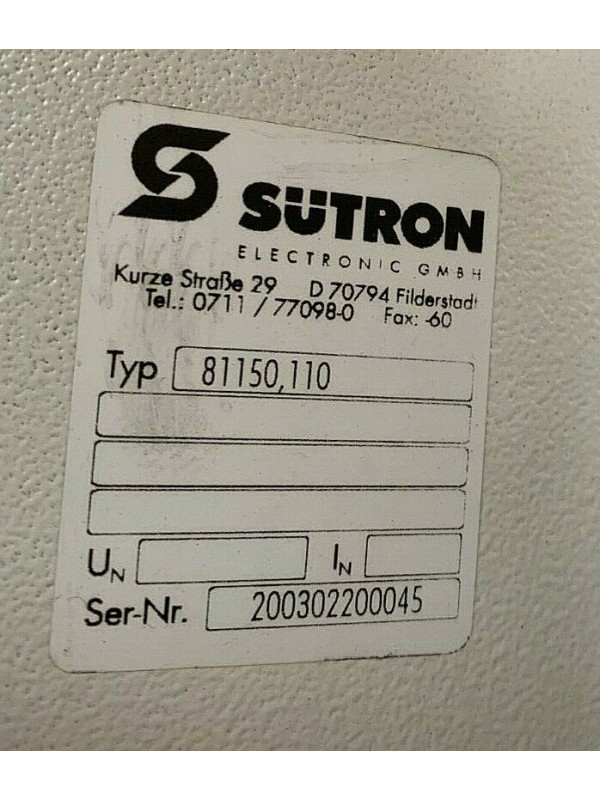 SÜTRON
ELECTRONIC GMBH
Kurze Straße 29 D 70794 Filderstadt
Tel.: 0711 / 77098-0 Fax: -60
Typ 81150,110
UN IN
Ser-Nr. 200302200045